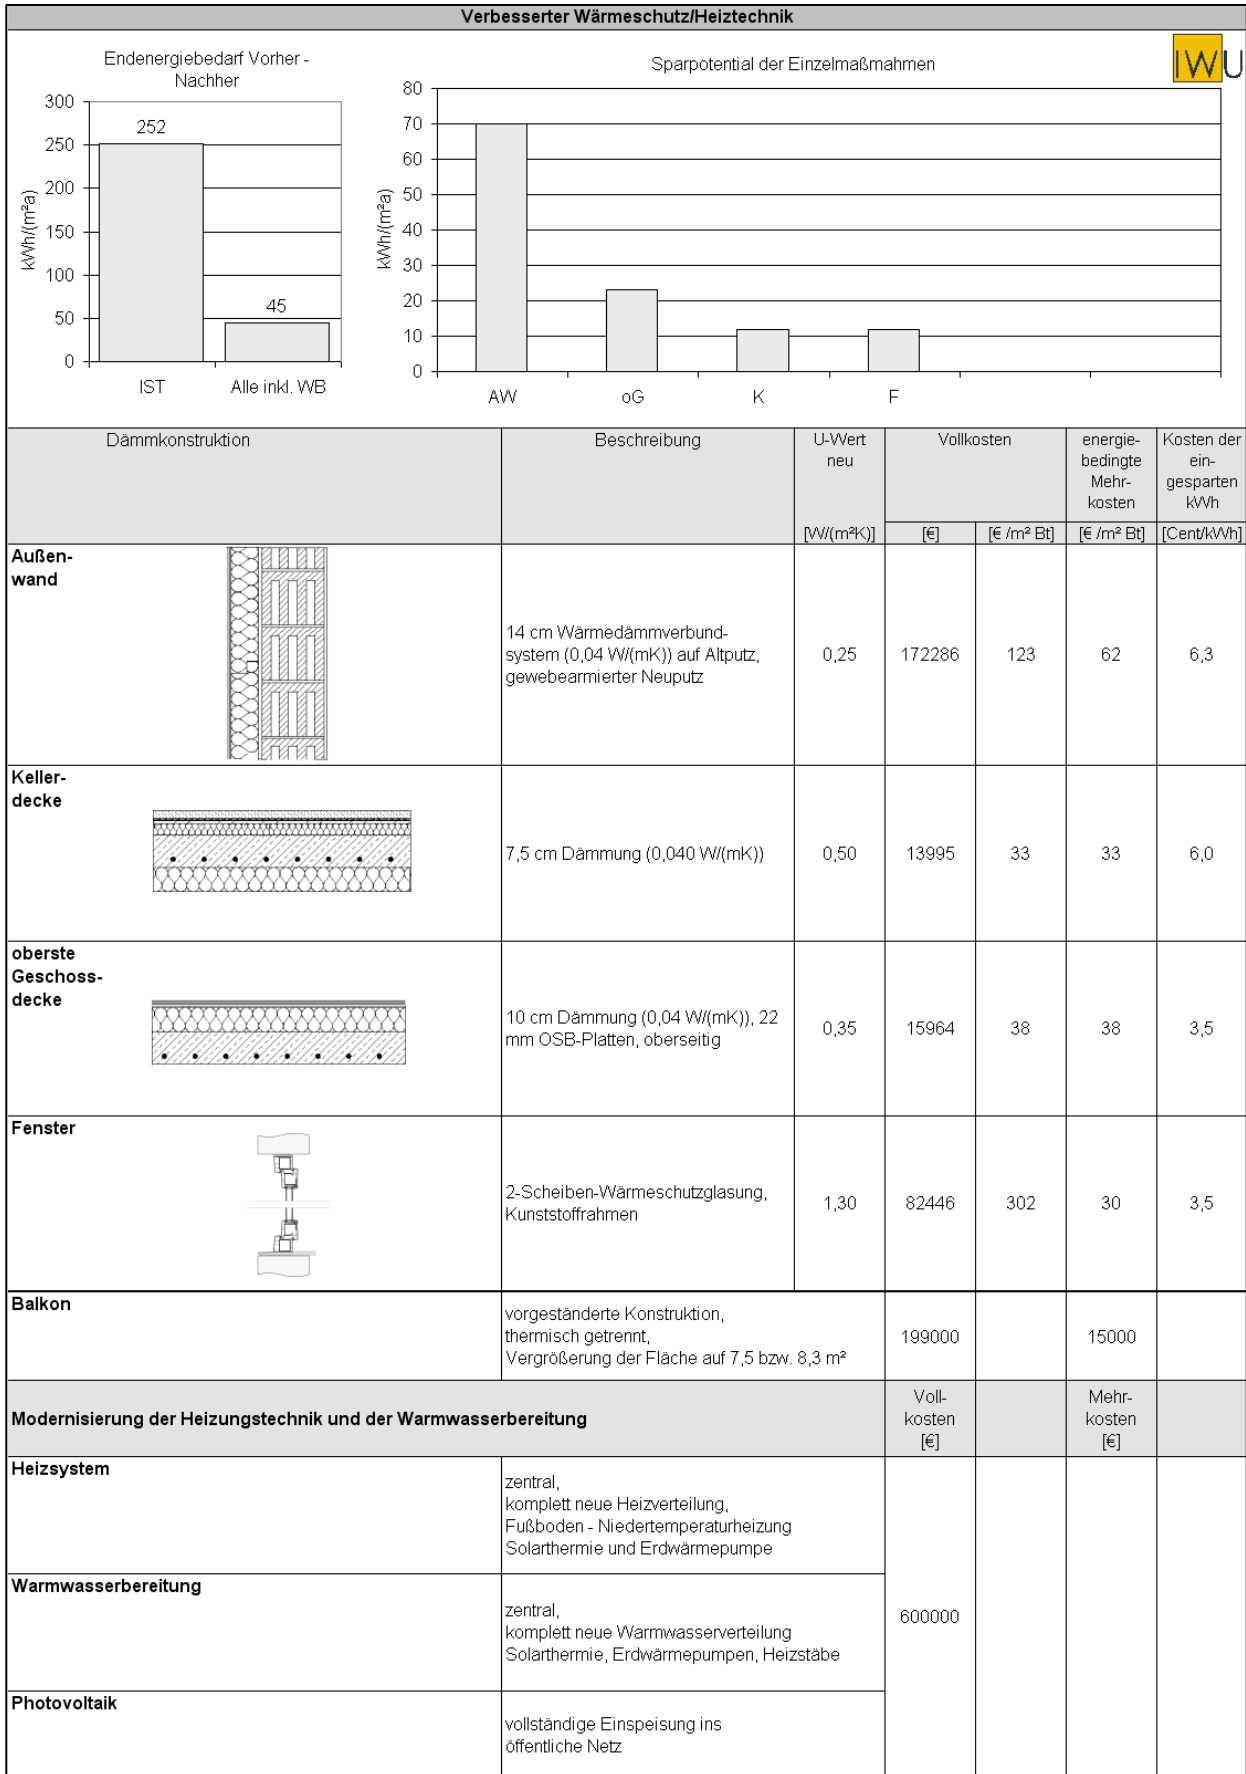 Verbesserter Wärmeschutz/Heiztechnik
IWU
Endenergiebedarf Vorher -
Nachher
kWh/(m²a)
300
250
200
150
100
50
0
252
45
IST
Alle inkl. WB
Sparpotential der Einzelmaßmahmen
kWh/(m²a)
80
70
60
50
40
30
20
10
0
AW
oG
K
F
Dämmkonstruktion
Beschreibung
U-Wert
neu
[W/(m²K)]
Vollkosten
[€]
[€ /m² Bt]
energie-
bedingte
Mehr-
kosten
[€ /m² Bt]
Kosten der
ein-
gesparten
kWh
[Cent/kWh]
Außen-
wand
14 cm Wärmedämmverbund-
system (0,04 W/(mK)) auf Altputz,
gewebearmierter Neuputz
0,25
172286
123
62
6,3
Keller-
decke
7,5 cm Dämmung (0,040 W/(mK))
0,50
13995
33
33
6,0
oberste
Geschoss-
decke
10 cm Dämmung (0,04 W/(mK)), 22
mm OSB-Platten, oberseitig
0,35
15964
38
38
3,5
Fenster
2-Scheiben-Wärmeschutzglasung,
Kunststoffrahmen
1,30
82446
302
30
3,5
Balkon
vorgeständerte Konstruktion,
thermisch getrennt,
Vergrößerung der Fläche auf 7,5 bzw. 8,3 m²
199000
15000
Modernisierung der Heizungstechnik und der Warmwasserbereitung
Voll-
kosten
[€]
Mehr-
kosten
[€]
Heizsystem
zentral,
komplett neue Heizverteilung,
Fußboden - Niedertemperaturheizung
Solarthermie und Erdwärmepumpe
Warmwasserbereitung
zentral,
komplett neue Warmwasserverteilung
Solarthermie, Erdwärmepumpen, Heizstäbe
600000
Photovoltaik
vollständige Einspeisung ins
öffentliche Netz